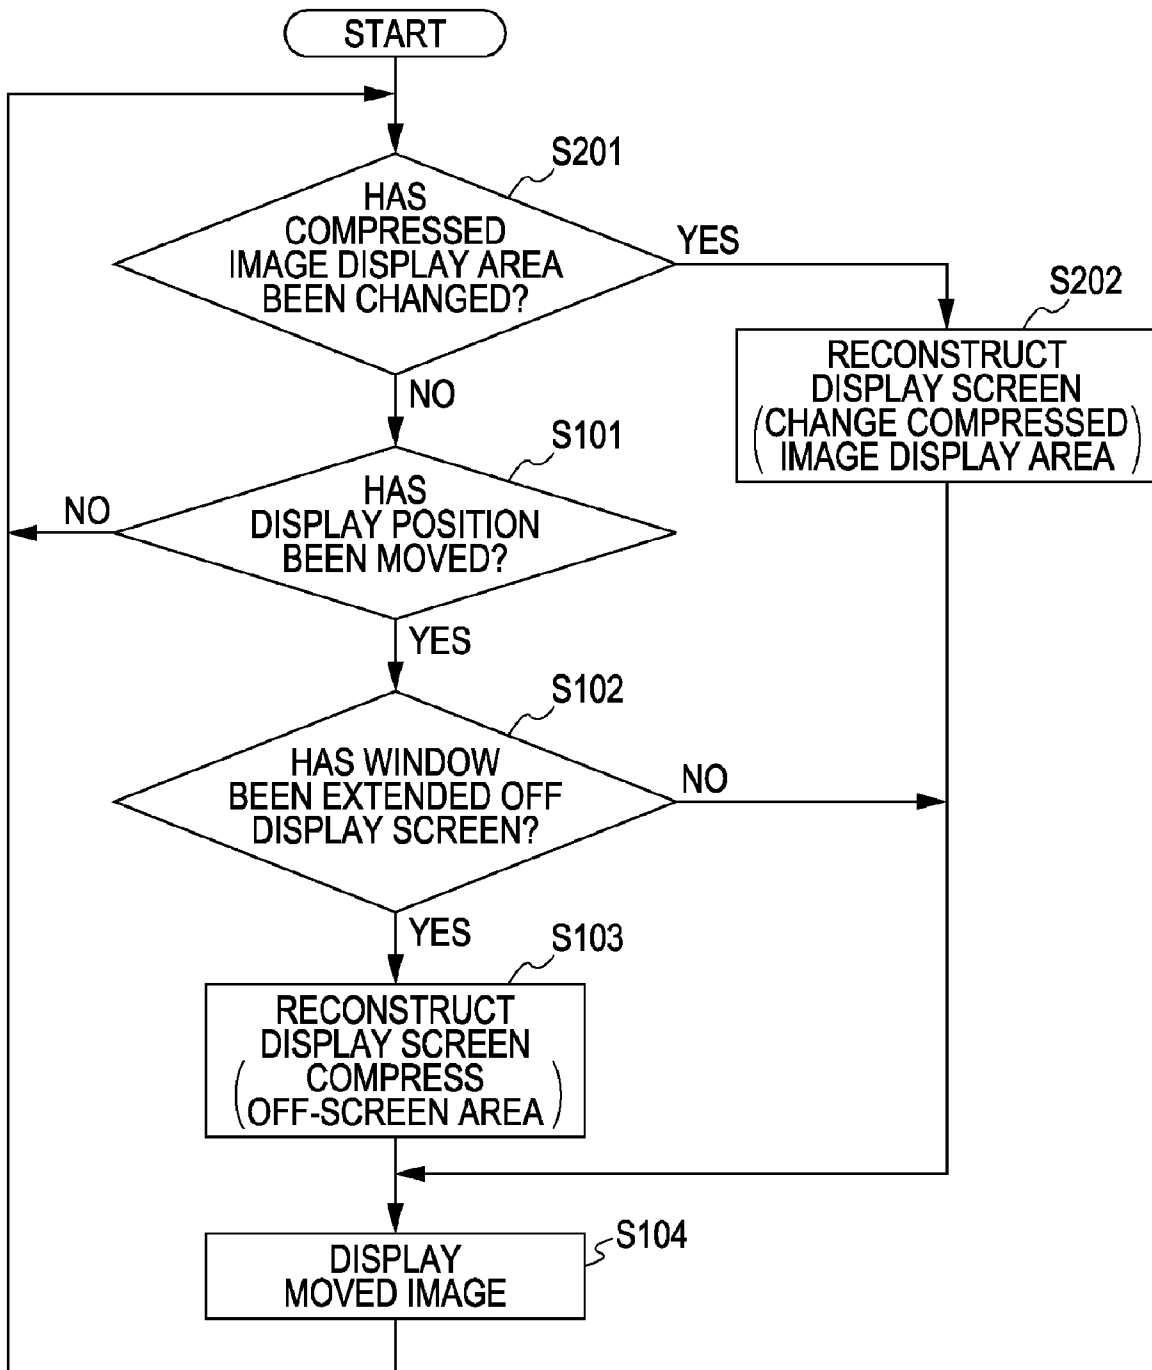 START
S201
HAS
COMPRESSED
IMAGE DISPLAY AREA
BEEN CHANGED?
YES
S202
RECONSTRUCT
DISPLAY SCREEN
(CHANGE COMPRESSED
IMAGE DISPLAY AREA)
NO
S101
HAS
DISPLAY POSITION
BEEN MOVED?
NO
YES
S102
HAS WINDOW
BEEN EXTENDED OFF
DISPLAY SCREEN?
NO
YES
S103
RECONSTRUCT
DISPLAY SCREEN
(COMPRESS
OFF-SCREEN AREA)
S104
DISPLAY
MOVED IMAGE